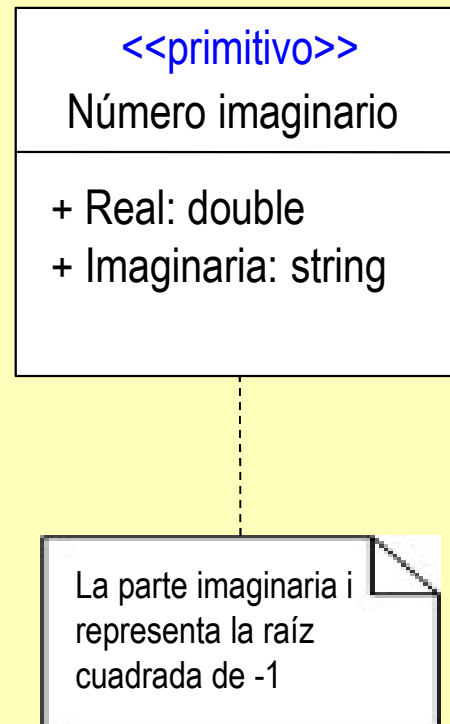 <<primitivo>>
Número imaginario
+ Real: double
+ Imaginaria: string
La parte imaginaria i
representa la raíz
cuadrada de -1